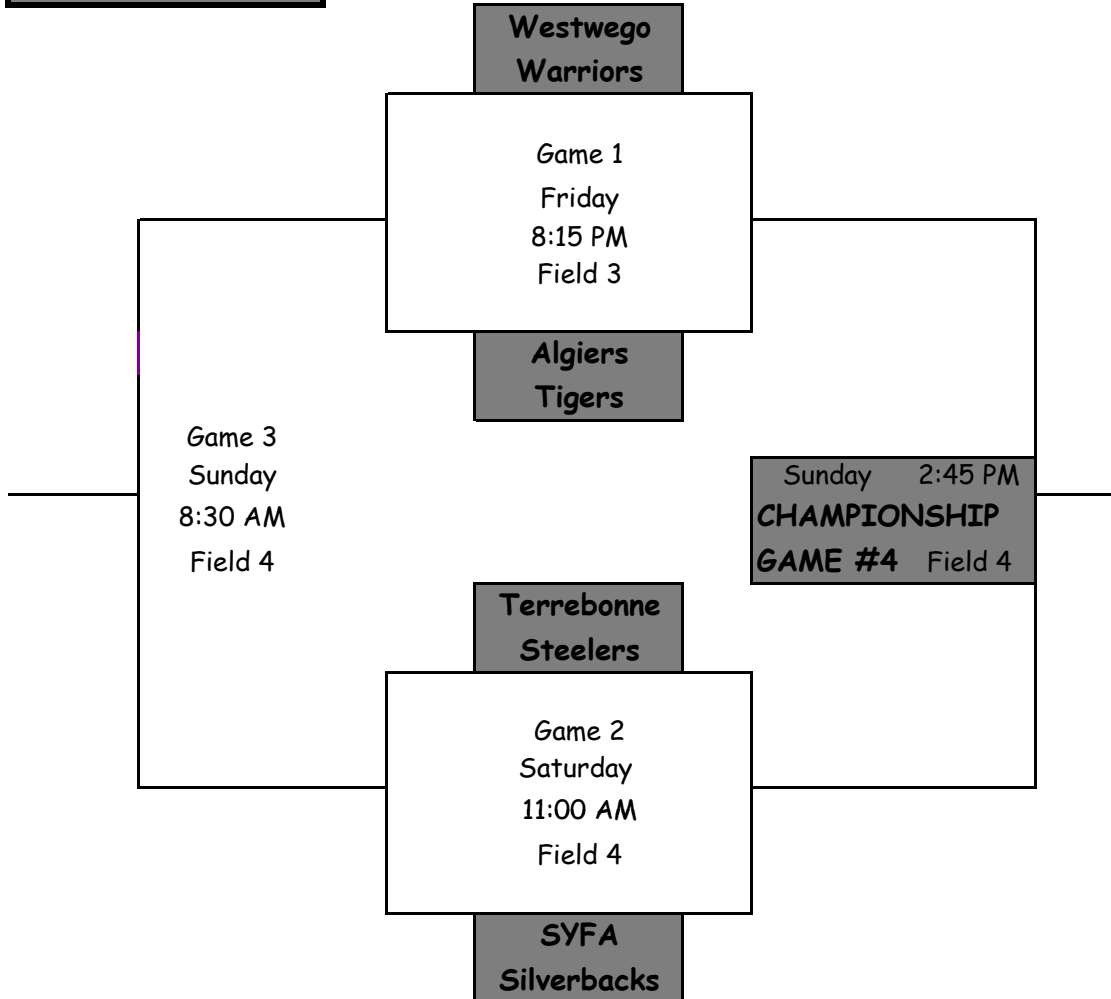 Westwego
Warriors
Game 1
Friday
8:15 PM
Field 3
Algiers
Tigers
Game 3
Sunday
8:30 AM
Field 4
Sunday 2:45 PM
CHAMPIONSHIP
GAME #4 Field 4
Terrebonne
Steelers
Game 2
Saturday
11:00 AM
Field 4
SYFA
Silverbacks